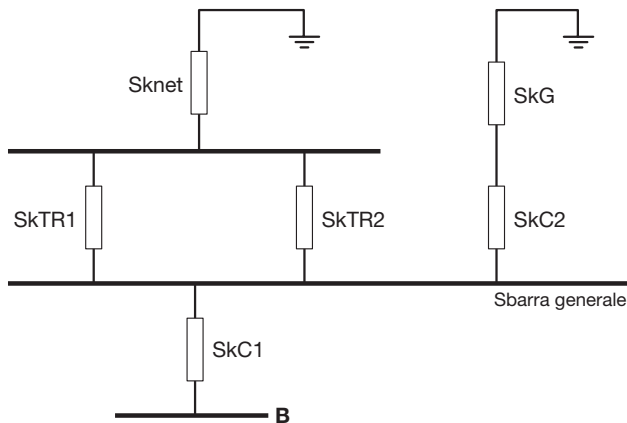 Sknet
SkG
SkTR1
SkTR2
SkC2
Sbarra generale
SkC1
B